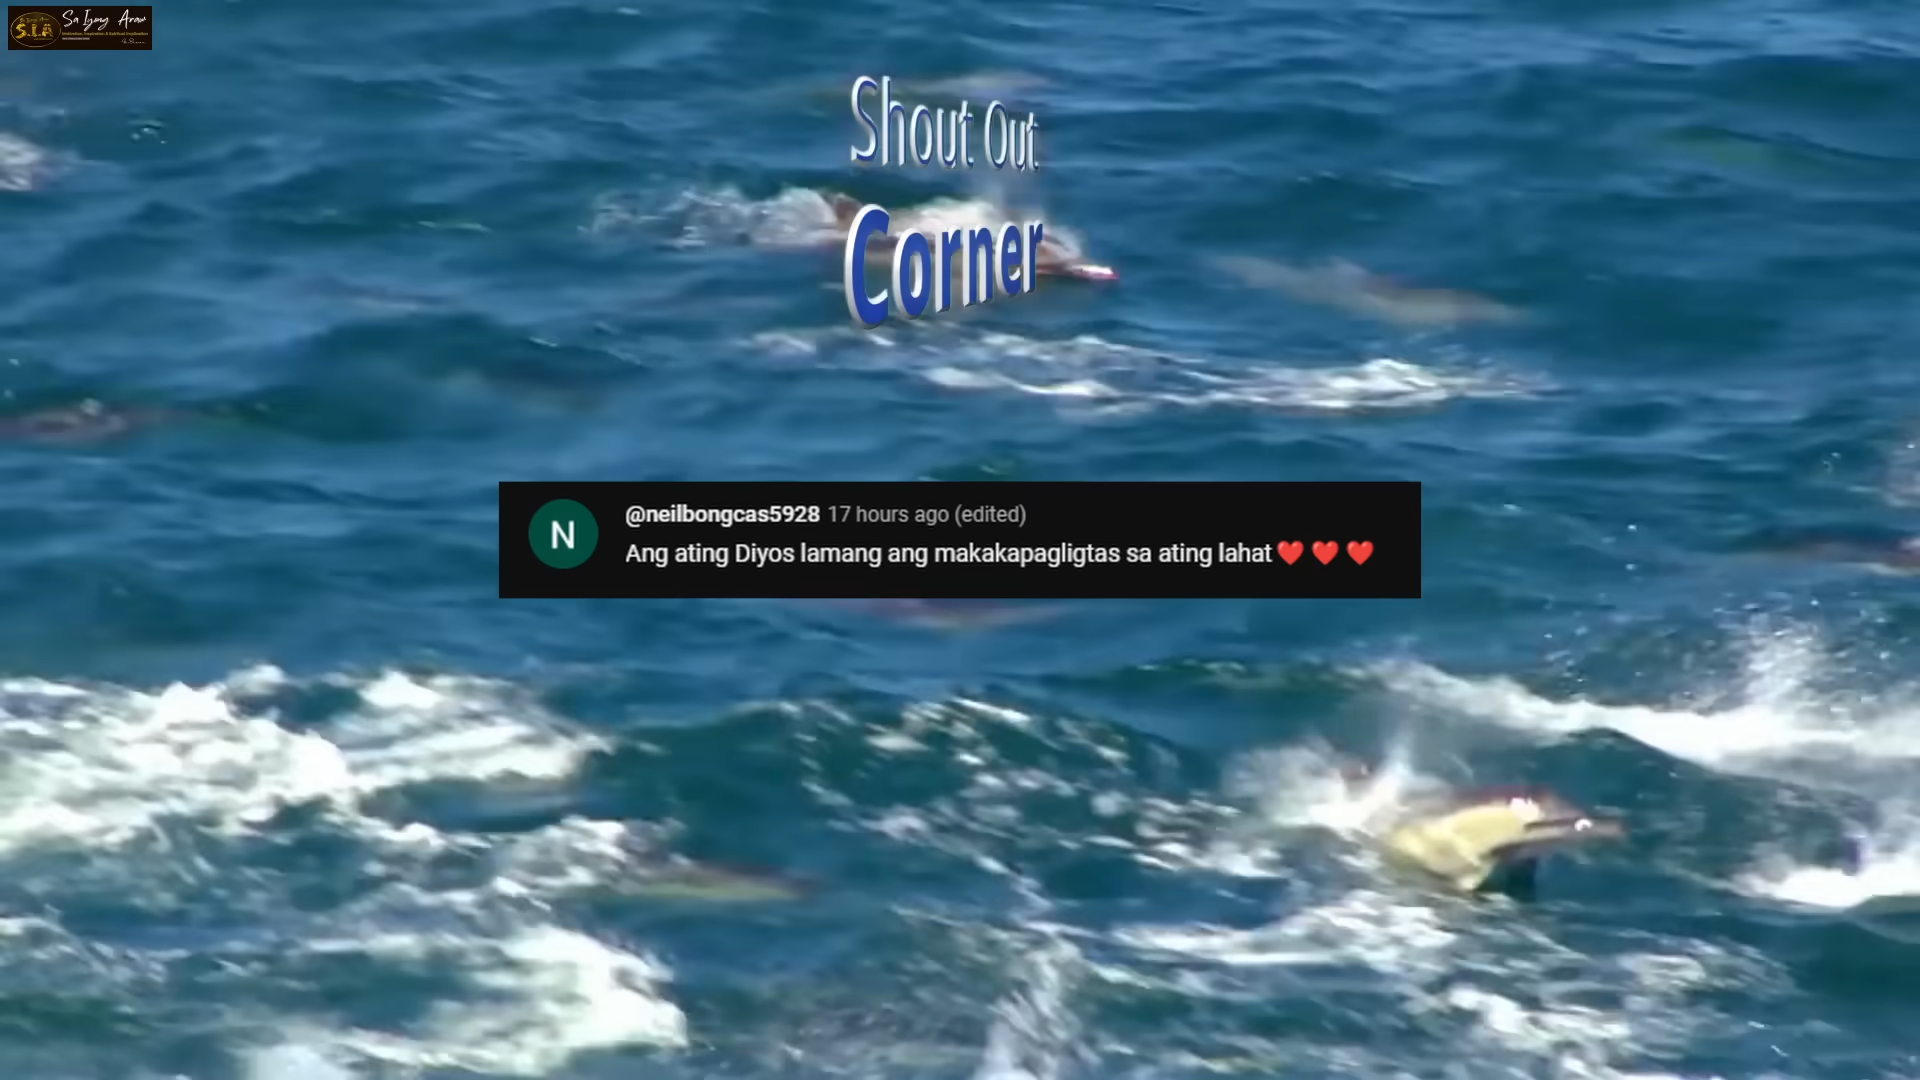 S.I.A
Sa Iyong Araw
Shout Out
Corner
N
@neilbongcas5928 17 hours ago (edited)
Ang ating Diyos lamang ang makakapagligtas sa ating lahat❤️❤️❤️